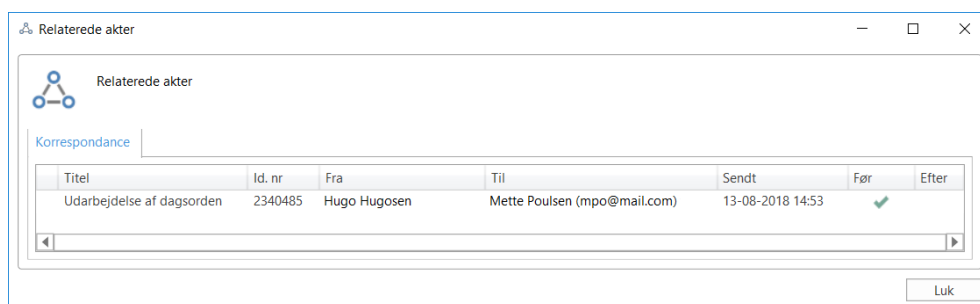 Relaterede akter
Relaterede akter
Korrespondance
Titel Id. nr Fra Til Sendt Før Efter
Udarbejdelse af dagsorden 2340485 Hugo Hugosen Mette Poulsen (mpo@mail.com) 13-08-2018 14:53
Luk